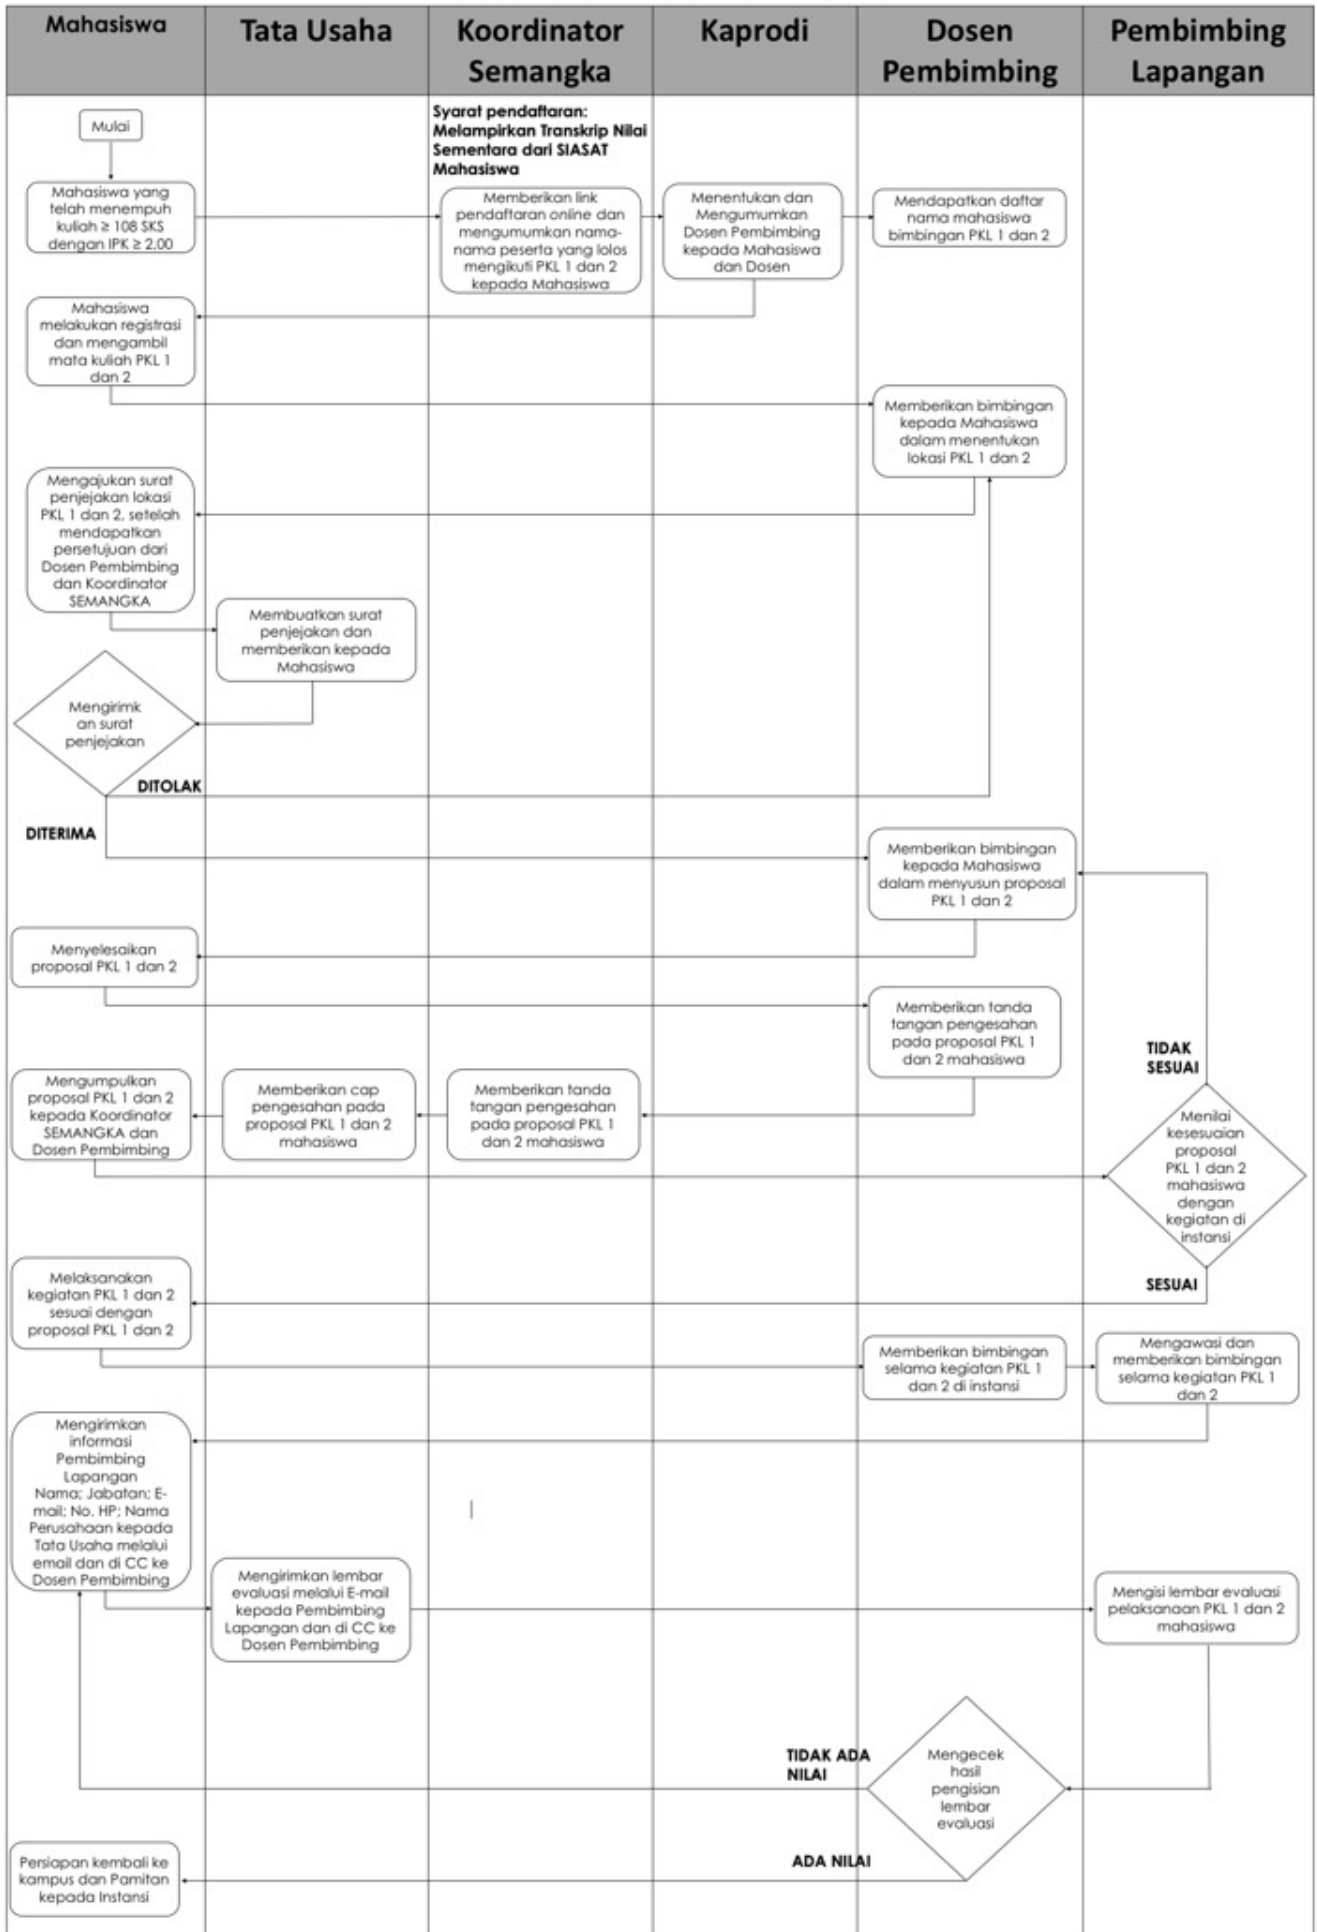 Mahasiswa
Tata Usaha
Koordinator
Semangka
Kaprodi
Dosen
Pembimbing
Pembimbing
Lapangan
Mulai
Syarat pendaftaran:
Melampirkan Transkrip Nilai
Sementara dari SIASAT
Mahasiswa
Mahasiswa yang
telah menempuh
kuliah ≥ 108 SKS
dengan IPK ≥ 2,00
Memberikan link
pendaftaran online dan
mengumumkan nama-
nama peserta yang lolos
mengikuti PKL 1 dan 2
kepada Mahasiswa
Menentukan dan
Mengumumkan
Dosen Pembimbing
kepada Mahasiswa
dan Dosen
Mendapatkan daftar
nama mahasiswa
bimbingan PKL 1 dan 2
Mahasiswa
melakukan registrasi
dan mengambil
mata kuliah PKL 1
dan 2
Memberikan bimbingan
kepada Mahasiswa
dalam menentukan
lokasi PKL 1 dan 2
Mengajukan surat
penjejakan lokasi
PKL 1 dan 2, setelah
mendapatkan
persetujuan dari
Dosen Pembimbing
dan Koordinator
SEMANGKA
Membuatkan surat
penjejakan dan
memberikan kepada
Mahasiswa
Mengirimk
an surat
penjejakan
DITOLAK
DITERIMA
Memberikan bimbingan
kepada Mahasiswa
dalam menyusun proposal
PKL 1 dan 2
Menyelesaikan
proposal PKL 1 dan 2
Memberikan tanda
tangan pengesahan
pada proposal PKL 1
dan 2 mahasiswa
TIDAK
SESUAI
Mengumpulkan
proposal PKL 1 dan 2
kepada Koordinator
SEMANGKA dan
Dosen Pembimbing
Memberikan cap
pengesahan pada
proposal PKL 1 dan 2
mahasiswa
Memberikan tanda
tangan pengesahan
pada proposal PKL 1
dan 2 mahasiswa
Menilai
kesesuaian
proposal
PKL 1 dan 2
mahasiswa
dengan
kegiatan di
instansi
SESUAI
Melaksanakan
kegiatan PKL 1 dan 2
sesuai dengan
proposal PKL 1 dan 2
Memberikan bimbingan
selama kegiatan PKL 1
dan 2 di instansi
Mengawasi dan
memberikan bimbingan
selama kegiatan PKL 1
dan 2
Mengirimkan
informasi
Pembimbing
Lapangan
Nama; Jabatan; E-
mail; No. HP; Nama
Perusahaan kepada
Tata Usaha melalui
email dan di CC ke
Dosen Pembimbing
Mengirimkan lembar
evaluasi melalui E-mail
kepada Pembimbing
Lapangan dan di CC ke
Dosen Pembimbing
Mengisi lembar evaluasi
pelaksanaan PKL 1 dan 2
mahasiswa
TIDAK ADA
NILAI
Mengecek
hasil
pengisian
lembar
evaluasi
ADA NILAI
Persiapan kembali ke
kampus dan Pamitan
kepada Instansi